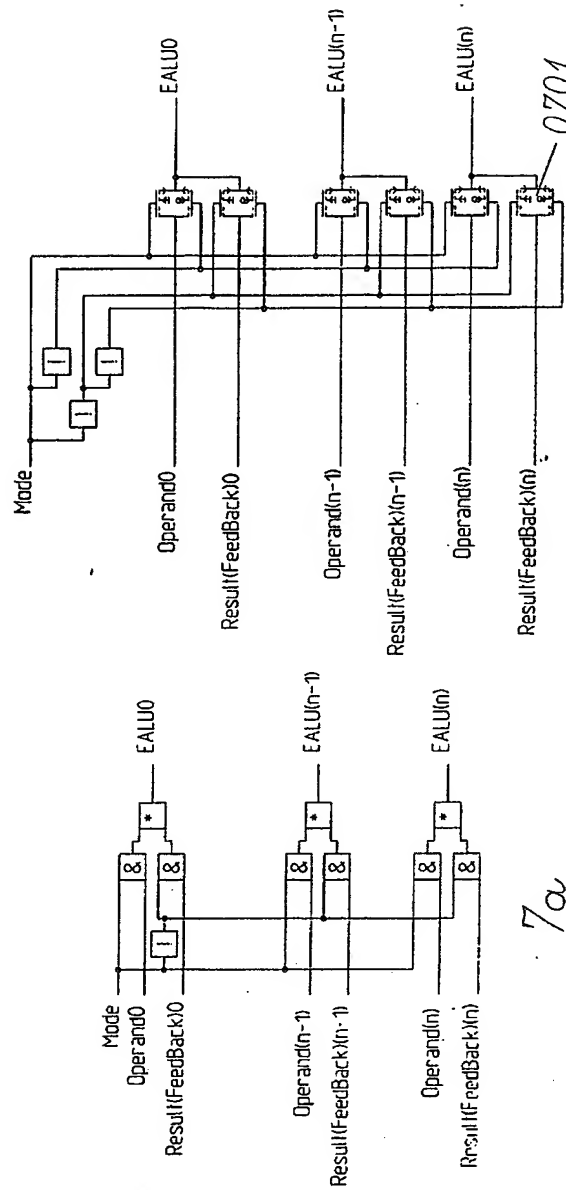 Mode
Operand0
Result(FeedBack)0
Operand(n-1)
Result(FeedBack)(n-1)
Operand(n)
Result(FeedBack)(n)
!
&
&
&
&
&
&
*
*
*
EALU0
EALU(n-1)
EALU(n)
7a
Mode
Operand0
Result(FeedBack)0
Operand(n-1)
Result(FeedBack)(n-1)
Operand(n)
Result(FeedBack)(n)
EALU0
EALU(n-1)
EALU(n)
0701